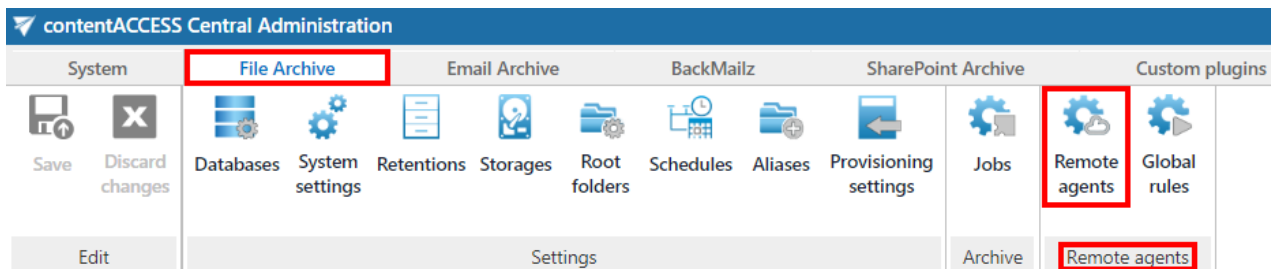 contentACCESS Central Administration
System File Archive Email Archive BackMailz SharePoint Archive Custom plugins
Save Discard changes Databases System settings Retentions Storages Root folders Schedules Aliases Provisioning settings Jobs Remote agents Global rules
Edit Settings Archive Remote agents